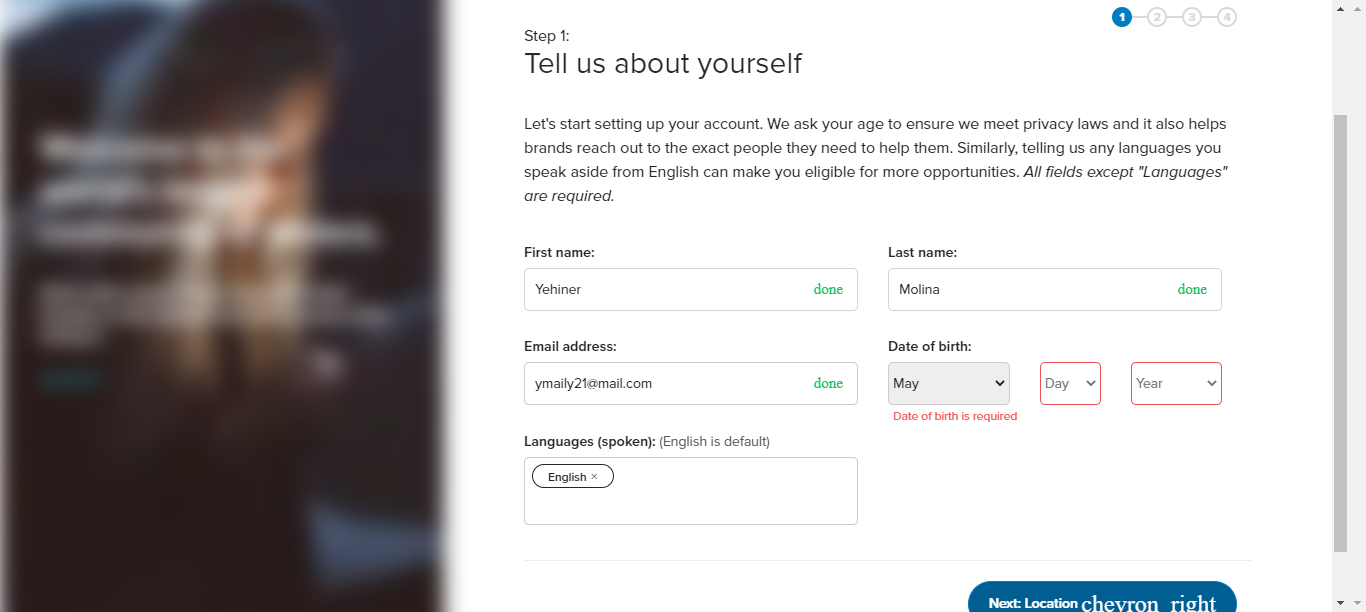 1 2 3 4
Step 1:
Tell us about yourself
Let's start setting up your account. We ask your age to ensure we meet privacy laws and it also helps
brands reach out to the exact people they need to help them. Similarly, telling us any languages you
speak aside from English can make you eligible for more opportunities. All fields except "Languages"
are required.
First name: Last name:
Yehiner done Molina done
Email address: Date of birth:
ymaily21@mail.com done May Day Year
Date of birth is required
Languages (spoken): (English is default)
English ×
Next: Location chevron_right